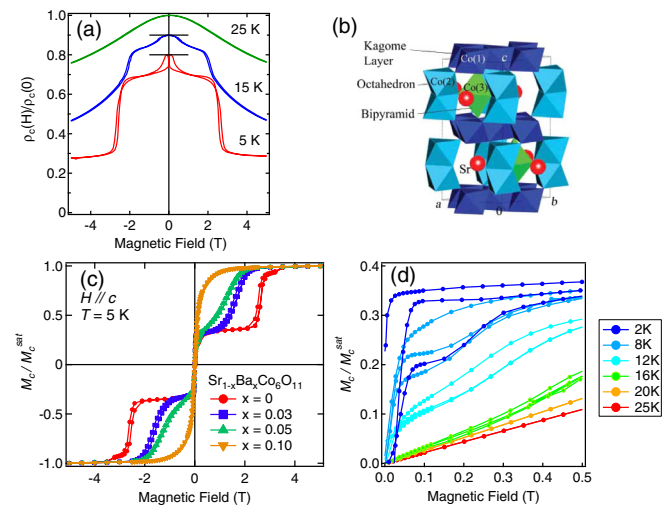 (a)
25 K
15 K
5 K
ρc(H)/ρc(0)
1.0
0.8
0.6
0.4
0.2
0
-4 -2 0 2 4
Magnetic Field (T)
(b)
Kagome
Layer
Octahedron
Bipyramid
Co(1)
c
Co(2)
Co(3)
Sr
a
0
b
(c)
H // c
T = 5 K
Mc / Mc^sat
1.0
0.5
0
-0.5
-1.0
Sr1-xBaxCo6O11
x = 0
x = 0.03
x = 0.05
x = 0.10
-4 -2 0 2 4
Magnetic Field (T)
(d)
Mc / Mc^sat
0.4
0.3
0.2
0.1
0.0
0.0 0.1 0.2 0.3 0.4 0.5
Magnetic Field (T)
2K
8K
12K
16K
20K
25K